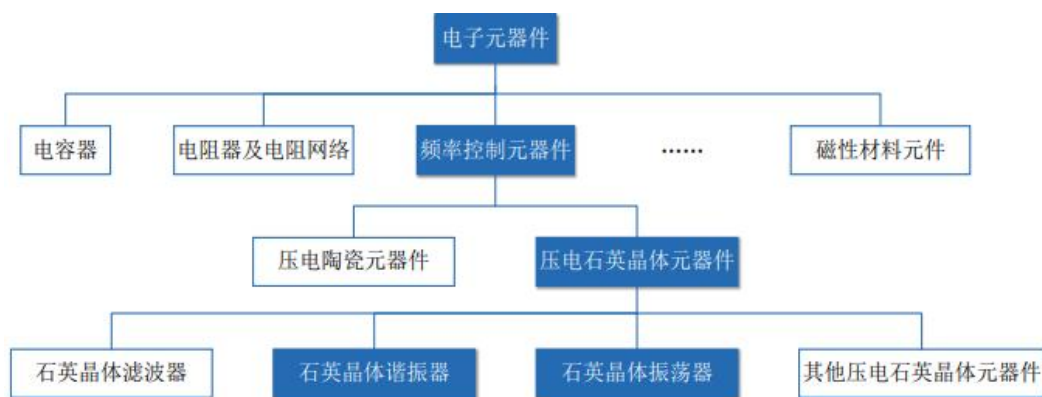 电子元器件
电容器
电阻器及电阻网络
频率控制元器件
……
磁性材料元件
压电陶瓷元器件
压电石英晶体元器件
石英晶体滤波器
石英晶体谐振器
石英晶体振荡器
其他压电石英晶体元器件